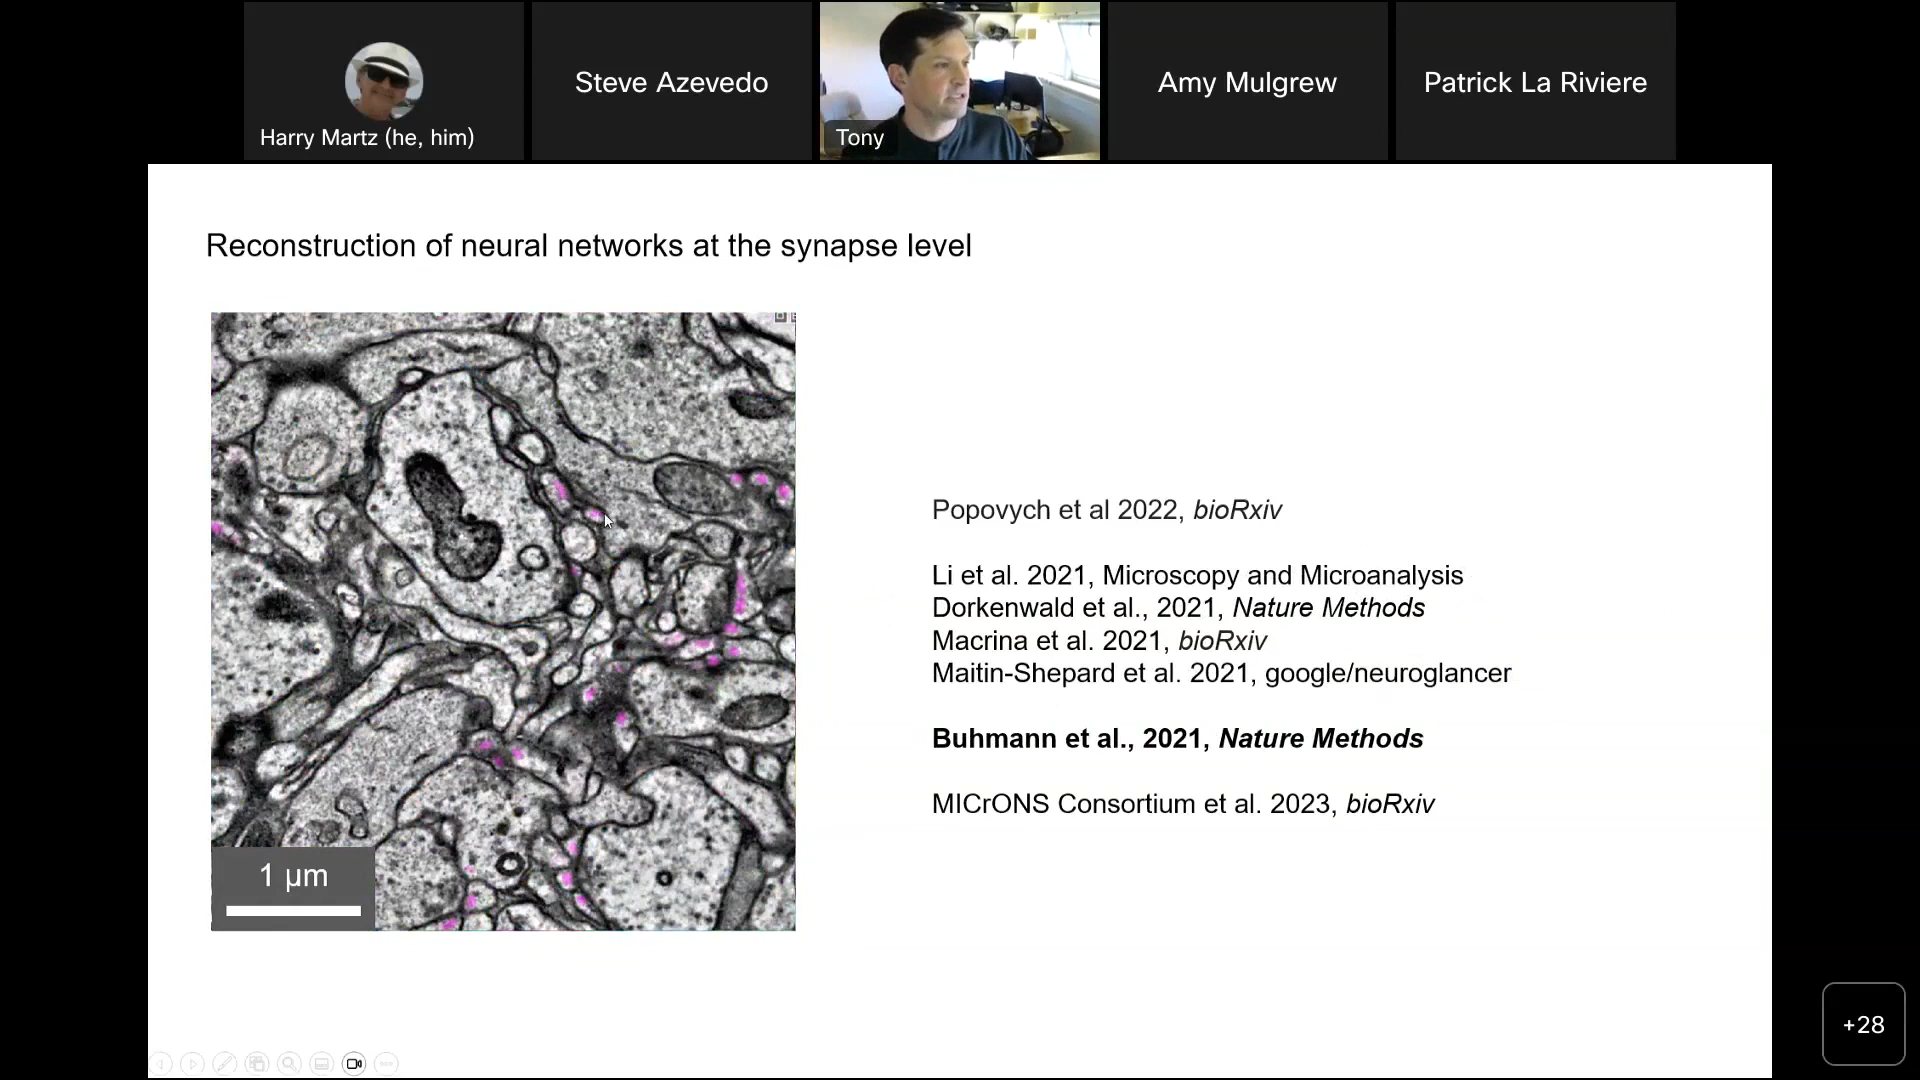 Harry Martz (he, him)
Steve Azevedo
Tony
Amy Mulgrew
Patrick La Riviere
Reconstruction of neural networks at the synapse level
Popovych et al 2022, bioRxiv
Li et al. 2021, Microscopy and Microanalysis
Dorkenwald et al., 2021, Nature Methods
Macrina et al. 2021, bioRxiv
Maitin-Shepard et al. 2021, google/neuroglancer
Buhmann et al., 2021, Nature Methods
MICrONS Consortium et al. 2023, bioRxiv
1 µm
+28